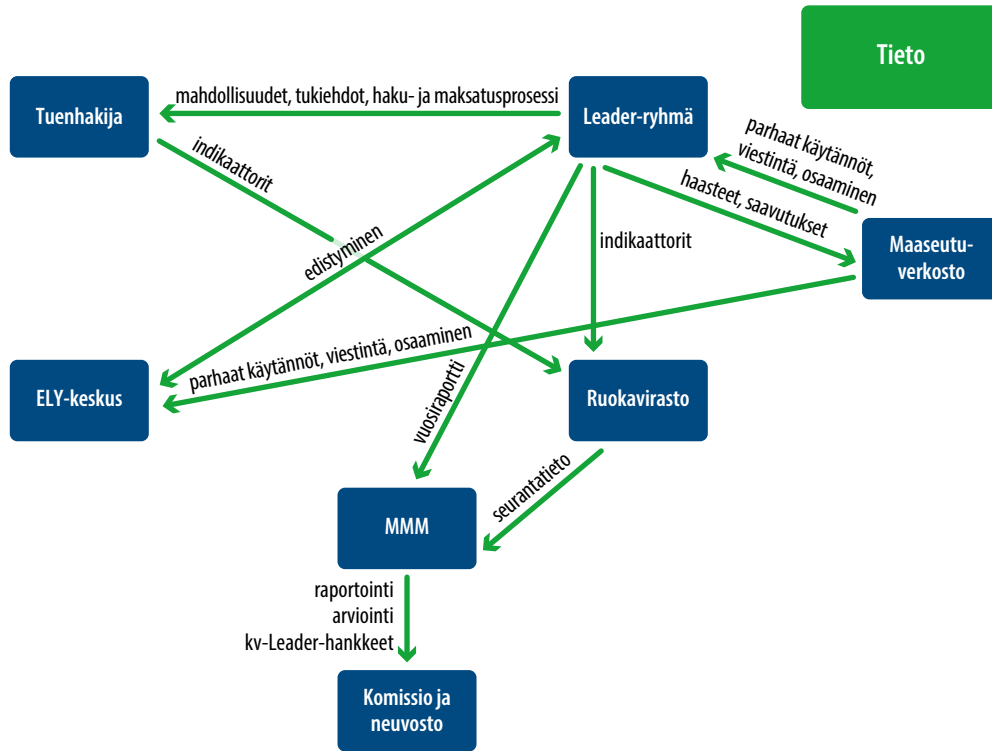 Tieto
mahdollisuudet, tukiehdot, haku- ja maksatusprosessi
Tuenhakija
Leader-ryhmä
parhaat käytännöt,
viestintä, osaaminen
indikaattorit
haasteet, saavutukset
edistyminen
indikaattorit
Maaseutu-
verkosto
parhaat käytännöt, viestintä, osaaminen
ELY-keskus
vuosiraportti
Ruokavirasto
seurantatieto
MMM
raportointi
arviointi
kv-Leader-hankkeet
Komissio ja
neuvosto